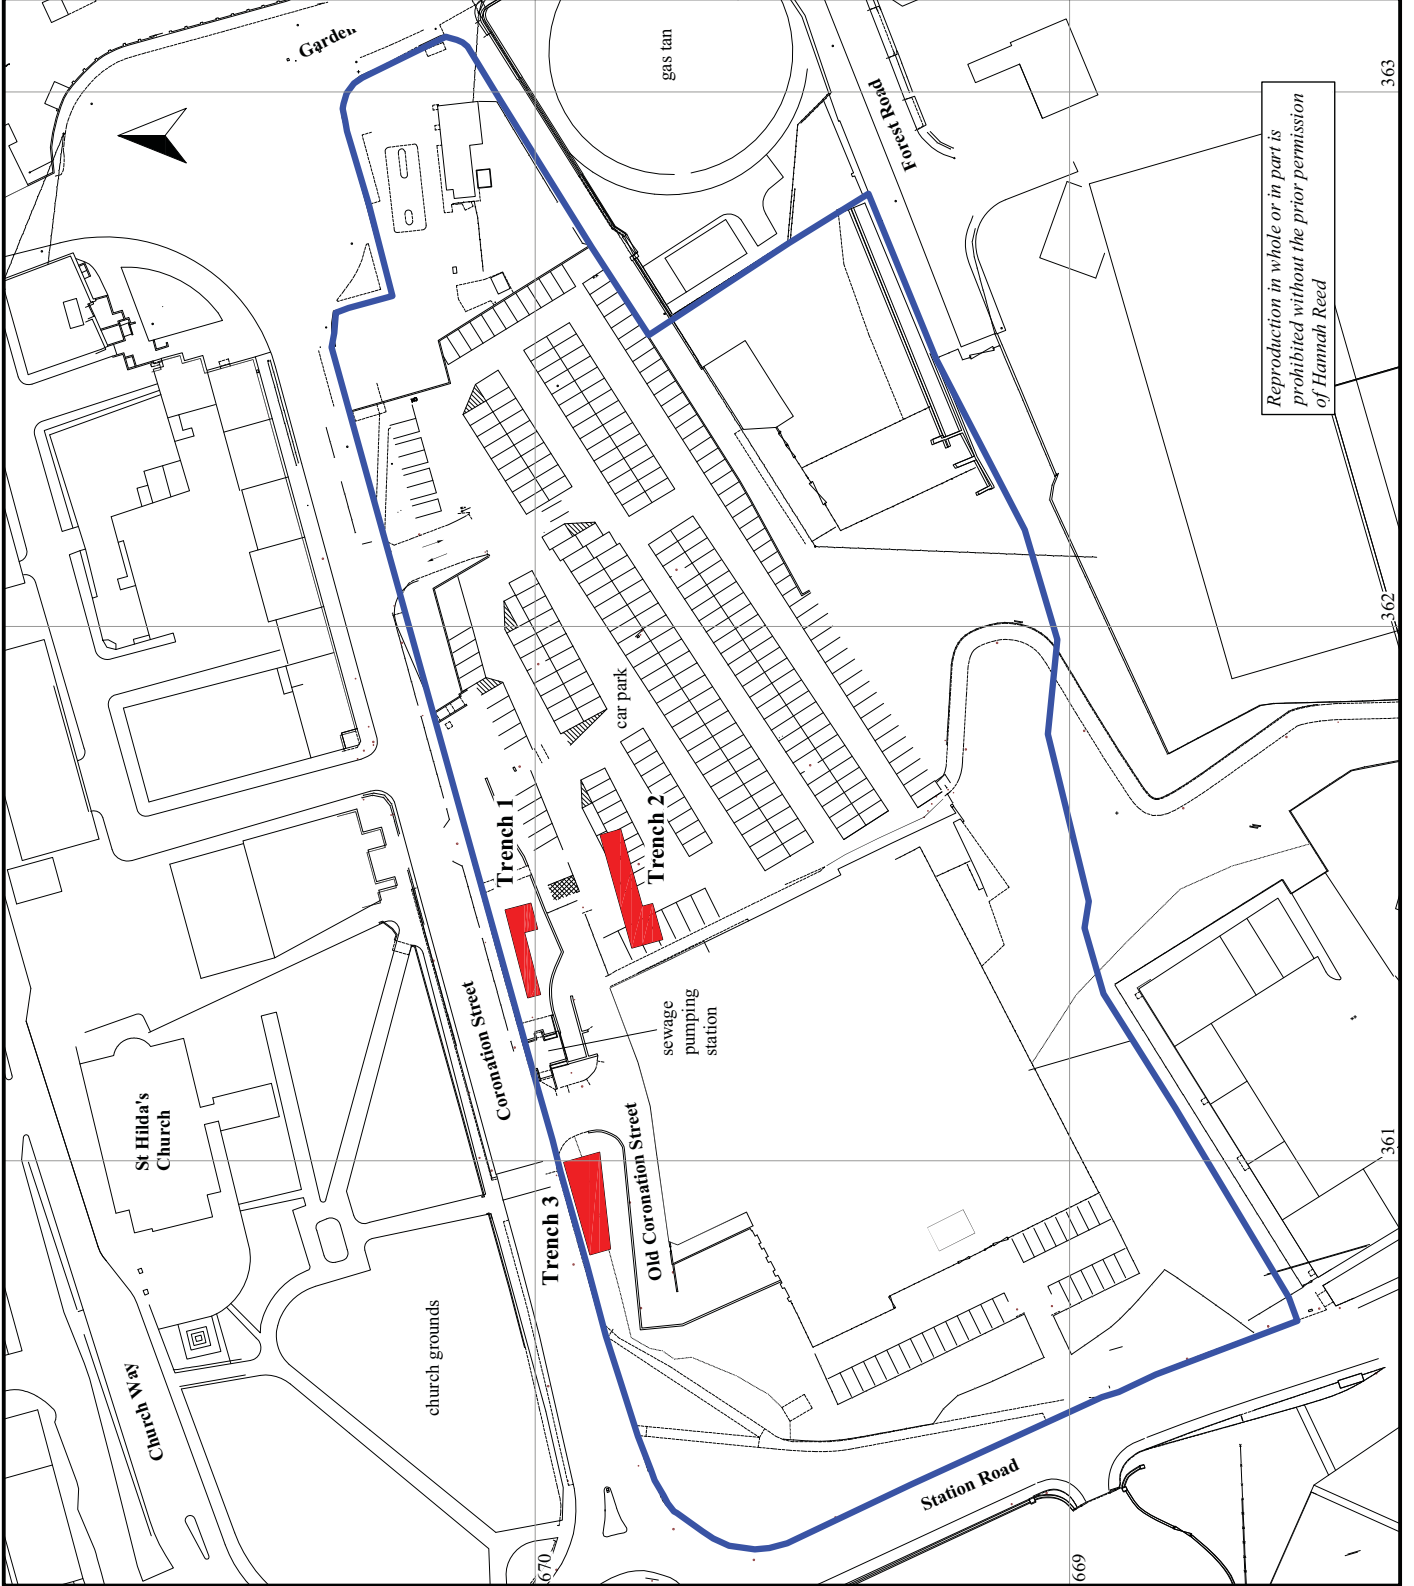 Garden
gas tan
363
Forest Road
Reproduction in whole or in part is
prohibited without the prior permission
of Hannah Reed
362
car park
Trench 1
Trench 2
Coronation Street
sewage
pumping
station
St Hilda's
Church
361
Trench 3
Old Coronation Street
church grounds
Church Way
Station Road
670
669